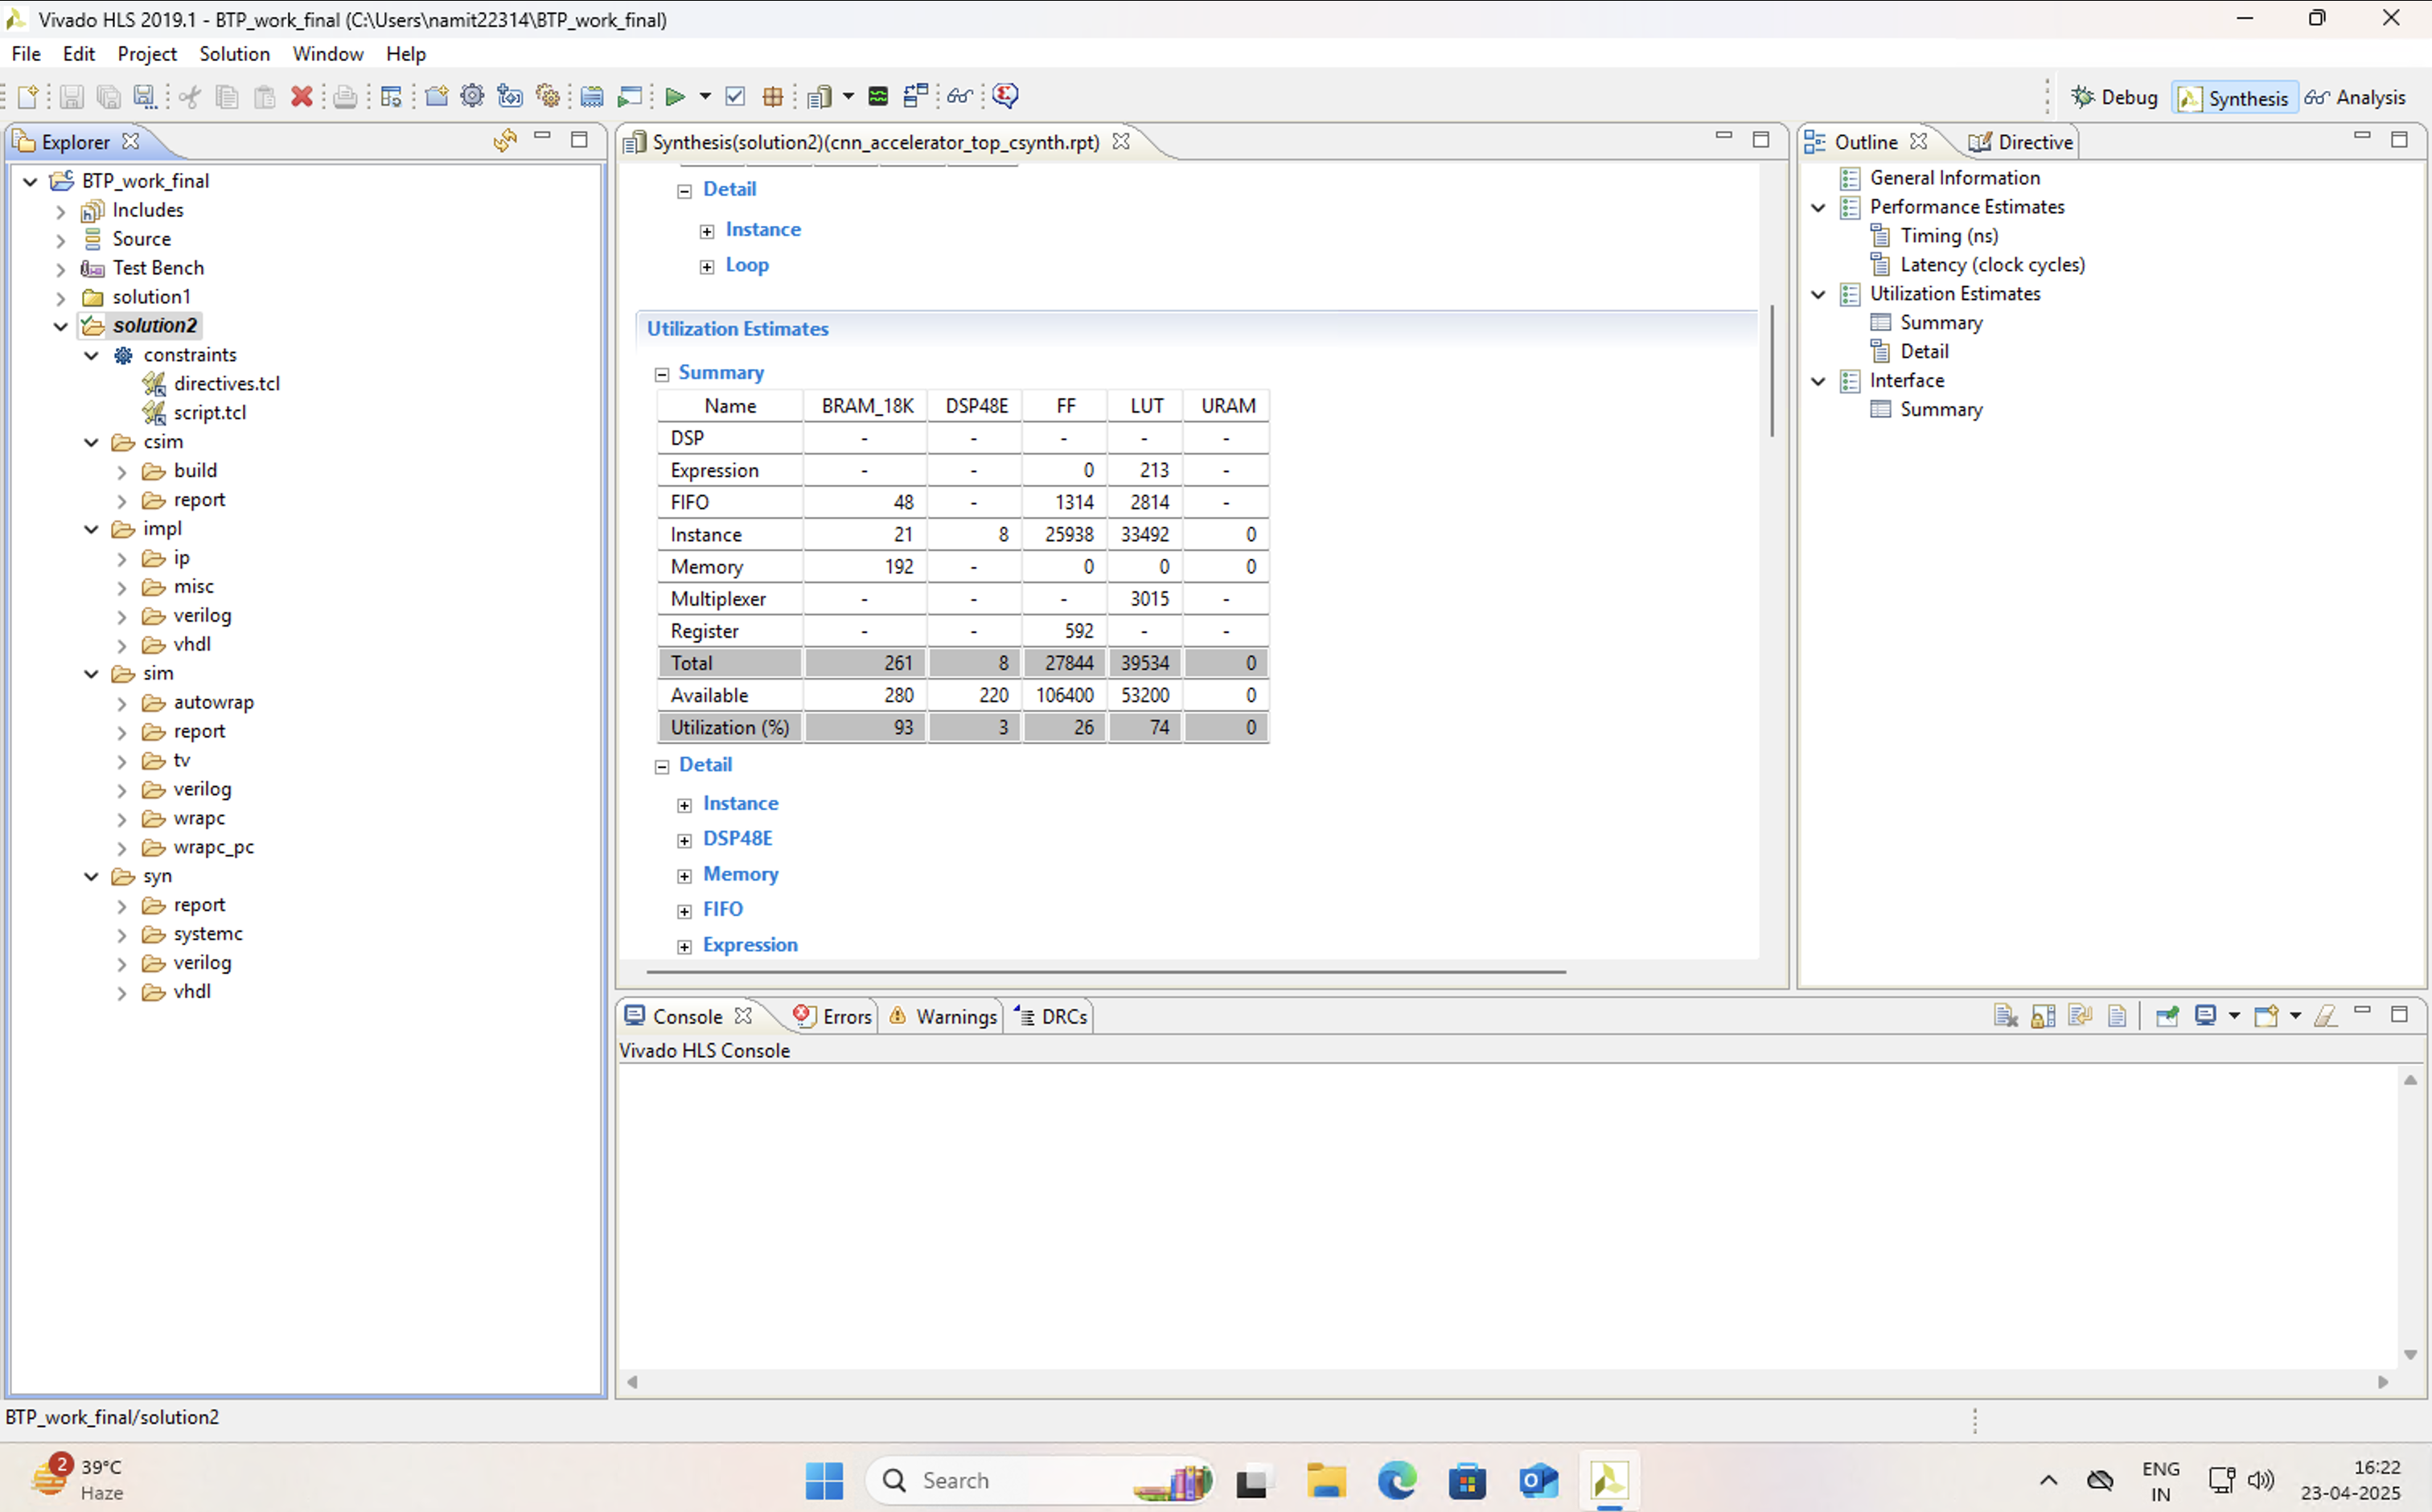 Vivado HLS 2019.1 - BTP_work_final (C:\Users\namit22314\BTP_work_final)
File Edit Project Solution Window Help
Debug Synthesis Analysis
Explorer
BTP_work_final
Includes
Source
Test Bench
solution1
solution2
constraints
directives.tcl
script.tcl
csim
build
report
impl
ip
misc
verilog
vhdl
sim
autowrap
report
tv
verilog
wrapc
wrapc_pc
syn
report
systemc
verilog
vhdl
Synthesis(solution2)(cnn_accelerator_top_csynth.rpt)
Detail
Instance
Loop
Utilization Estimates
Summary
Name BRAM_18K DSP48E FF LUT URAM
DSP - - - - -
Expression - - 0 213 -
FIFO 48 - 1314 2814 -
Instance 21 8 25938 33492 0
Memory 192 - 0 0 0
Multiplexer - - - 3015 -
Register - - 592 - -
Total 261 8 27844 39534 0
Available 280 220 106400 53200 0
Utilization (%) 93 3 26 74 0
Detail
Instance
DSP48E
Memory
FIFO
Expression
Outline Directive
General Information
Performance Estimates
Timing (ns)
Latency (clock cycles)
Utilization Estimates
Summary
Detail
Interface
Summary
Console Errors Warnings DRCs
Vivado HLS Console
BTP_work_final/solution2
2
39°C
Haze
Search
ENG
IN
16:22
23-04-2025